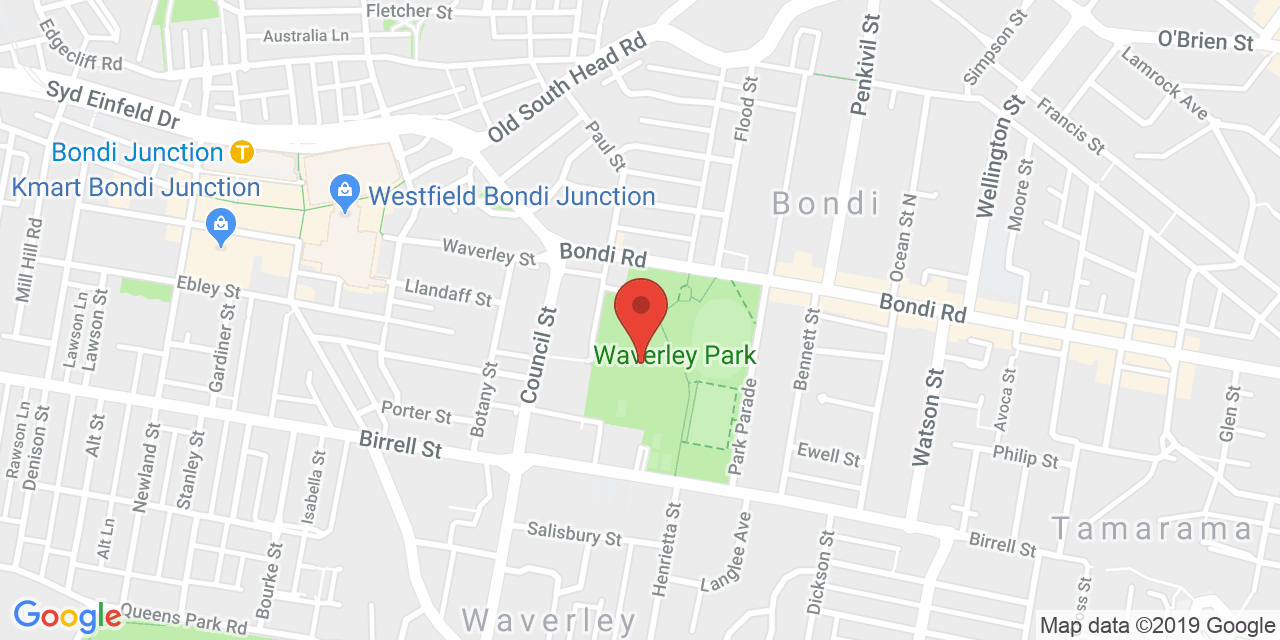 Fletcher St
Australia Ln
Edgecliff Rd
Syd Einfeld Dr
Old South Head Rd
Penkivil St
Simpson St
O'Brien St
Lamrock Ave
Francis St
Wellington St
Moore St
Flood St
Paul St
Bondi Junction
T
Kmart Bondi Junction
Westfield Bondi Junction
Bondi
Ocean St N
Mill Hill Rd
Waverley St
Bondi Rd
Ebley St
Llandaff St
Bondi Rd
Lawson Ln
Lawson St
Gardiner St
Council St
Botany St
Waverley Park
Bennett St
Park Parade
Watson St
Avoca St
Glen St
Porter St
Birrell St
Rawson Ln
Denison St
Alt St
Newland St
Stanley St
Isabella St
Ewell St
Philip St
Alt Ln
Bourke St
Salisbury St
Henrietta St
Langlee Ave
Dickson St
Birrell St
Tamarama
oss St
Queens Park Rd
Waverley
Google
Map data ©2019 Google